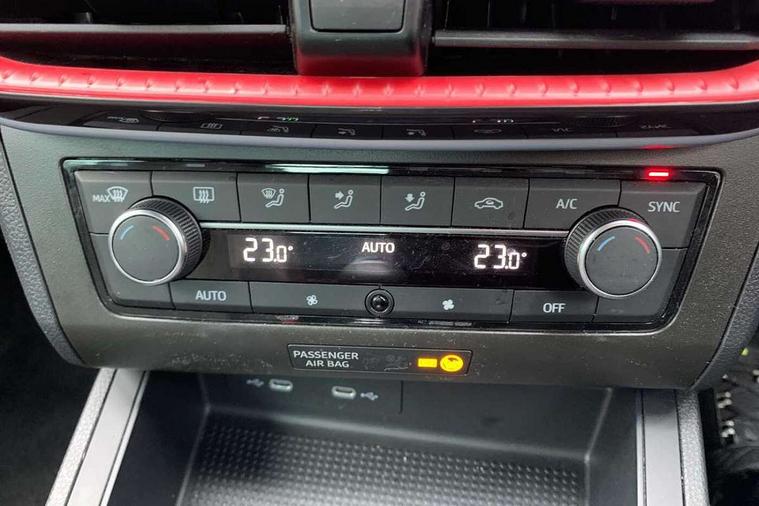 MAX
A/C
SYNC
23.0°
AUTO
23.0°
AUTO
OFF
PASSENGER
AIR BAG